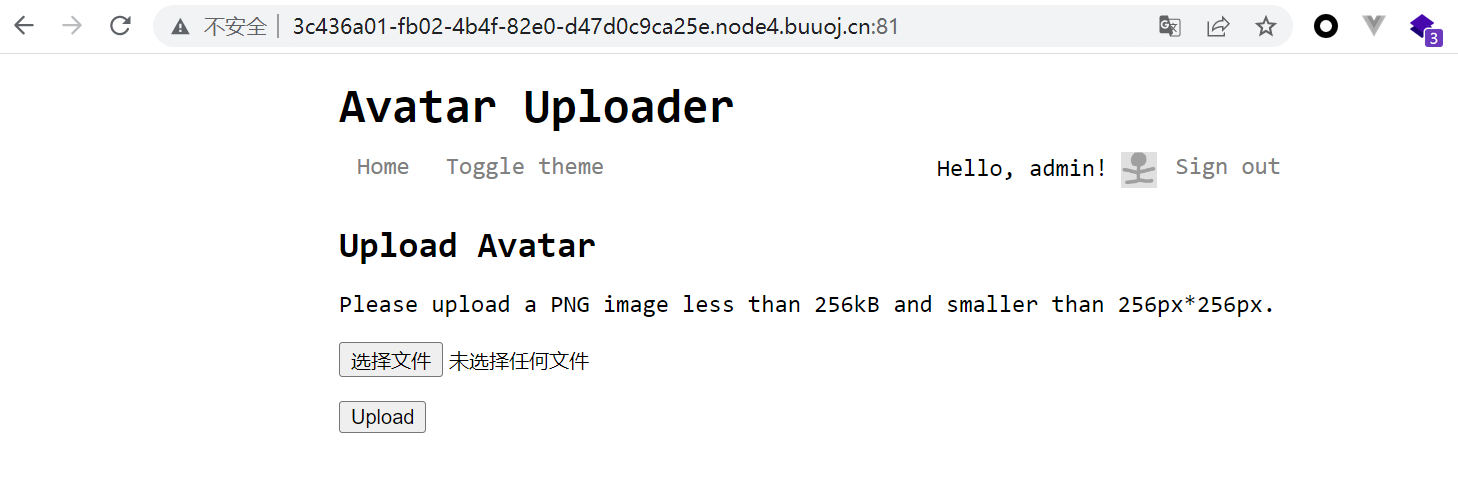 不安全 3c436a01-fb02-4b4f-82e0-d47d0c9ca25e.node4.buuoj.cn:81
3
Avatar Uploader
Home Toggle theme Hello, admin! Sign out
Upload Avatar
Please upload a PNG image less than 256kB and smaller than 256px*256px.
选择文件 未选择任何文件
Upload